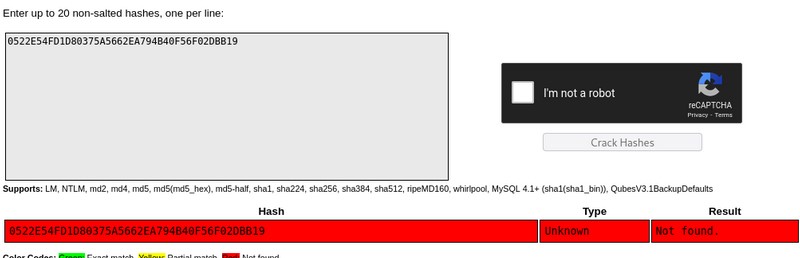 Enter up to 20 non-salted hashes, one per line:
0522E54FD1D80375A5662EA794B40F56F02DBB19
I'm not a robot
reCAPTCHA
Privacy - Terms
Crack Hashes
Supports: LM, NTLM, md2, md4, md5, md5(md5_hex), md5-half, sha1, sha224, sha256, sha384, sha512, ripeMD160, whirlpool, MySQL 4.1+ (sha1(sha1_bin)), QubesV3.1BackupDefaults
Hash Type Result
0522E54FD1D80375A5662EA794B40F56F02DBB19 Unknown Not found.
Color Codes: Green: Exact match, Yellow: Partial match, Red: Not found.